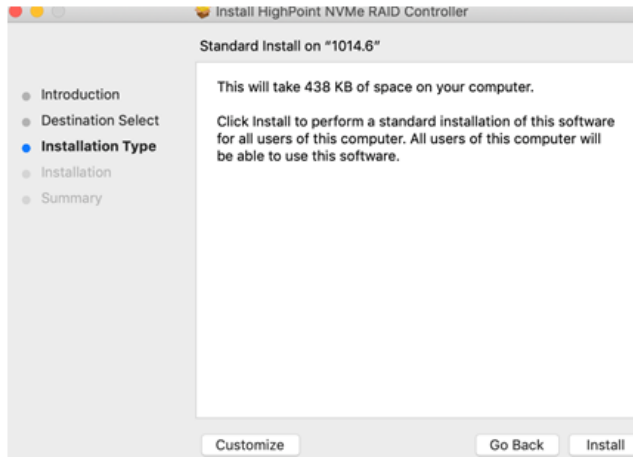 Install HighPoint NVMe RAID Controller
Standard Install on “1014.6”
Introduction
Destination Select
Installation Type
Installation
Summary
This will take 438 KB of space on your computer.
Click Install to perform a standard installation of this software
for all users of this computer. All users of this computer will
be able to use this software.
Customize
Go Back
Install